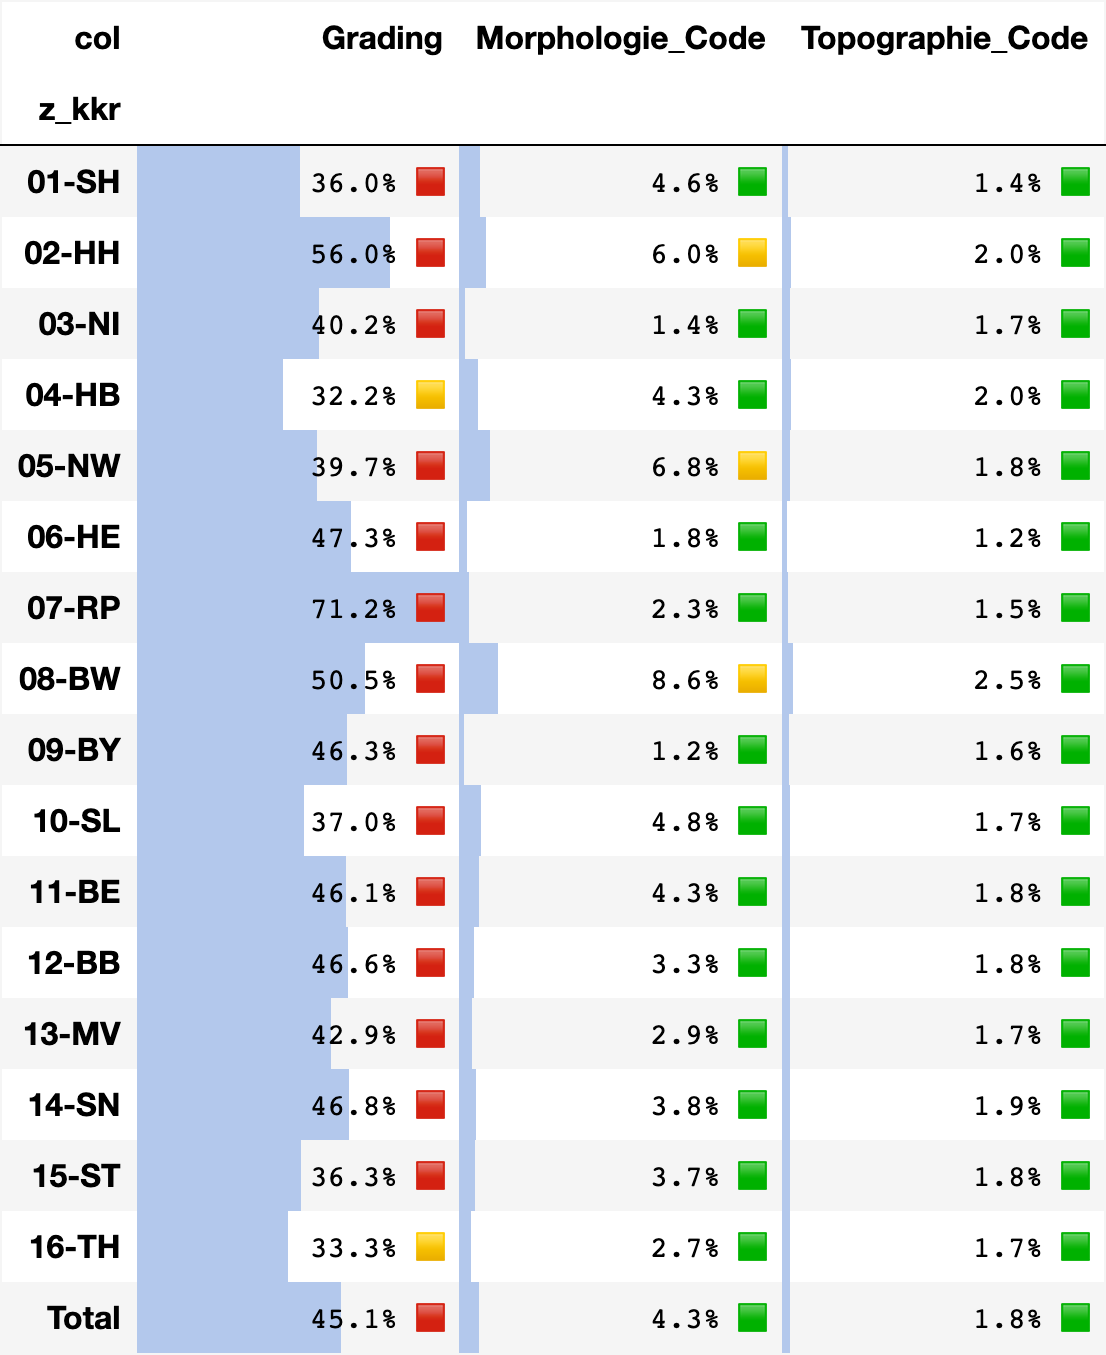 col Grading Morphologie_Code Topographie_Code
z_kkr
01-SH 36.0% 4.6% 1.4%
02-HH 56.0% 6.0% 2.0%
03-NI 40.2% 1.4% 1.7%
04-HB 32.2% 4.3% 2.0%
05-NW 39.7% 6.8% 1.8%
06-HE 47.3% 1.8% 1.2%
07-RP 71.2% 2.3% 1.5%
08-BW 50.5% 8.6% 2.5%
09-BY 46.3% 1.2% 1.6%
10-SL 37.0% 4.8% 1.7%
11-BE 46.1% 4.3% 1.8%
12-BB 46.6% 3.3% 1.8%
13-MV 42.9% 2.9% 1.7%
14-SN 46.8% 3.8% 1.9%
15-ST 36.3% 3.7% 1.8%
16-TH 33.3% 2.7% 1.7%
Total 45.1% 4.3% 1.8%